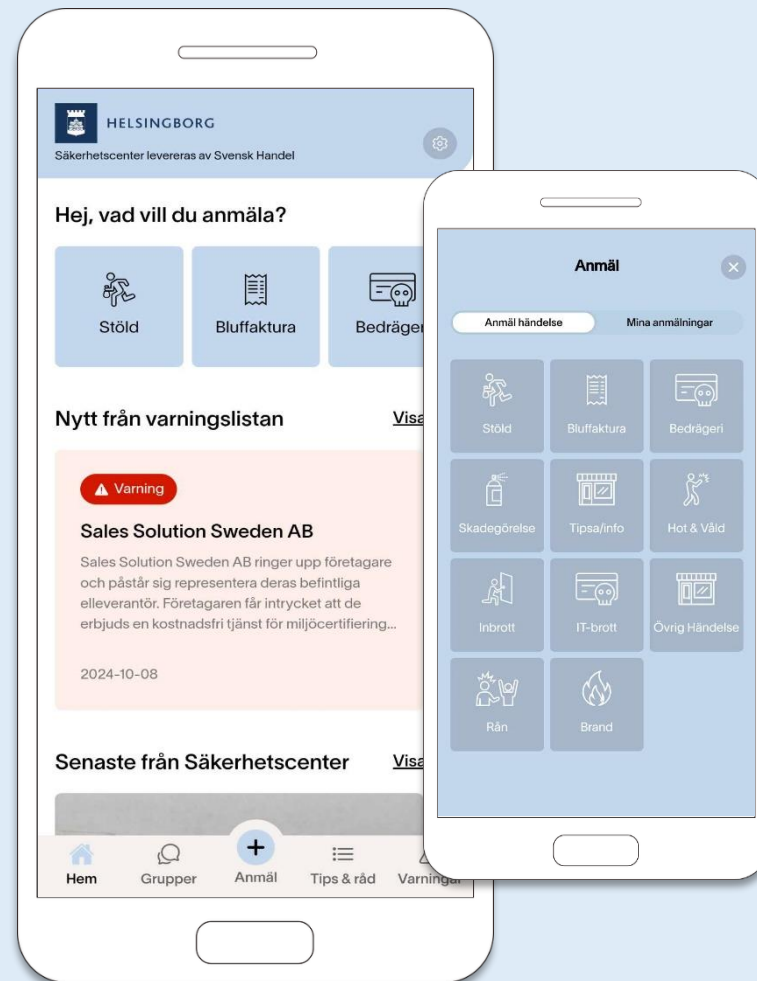 HELSINGBORG
Säkerhetscenter levereras av Svensk Handel
Hej, vad vill du anmäla?
Stöld
Bluffaktura
Bedräger
Nytt från varningslistan
Visa
Varning
Sales Solution Sweden AB
Sales Solution Sweden AB ringer upp företagare
och påstår sig representera deras befintliga
elleverantör. Företagaren får intrycket att de
erbjuds en kostnadsfri tjänst för miljöcertifiering...
2024-10-08
Senaste från Säkerhetscenter
Visa
Hem
Grupper
Anmäl
Tips & råd
Varningar
Anmäl
Anmäl händelse
Mina anmälningar
Stöld
Bluffaktura
Bedrägeri
Skadegörelse
Tipsa/info
Hot & Våld
Inbrott
IT-brott
Övrig Händelse
Rån
Brand